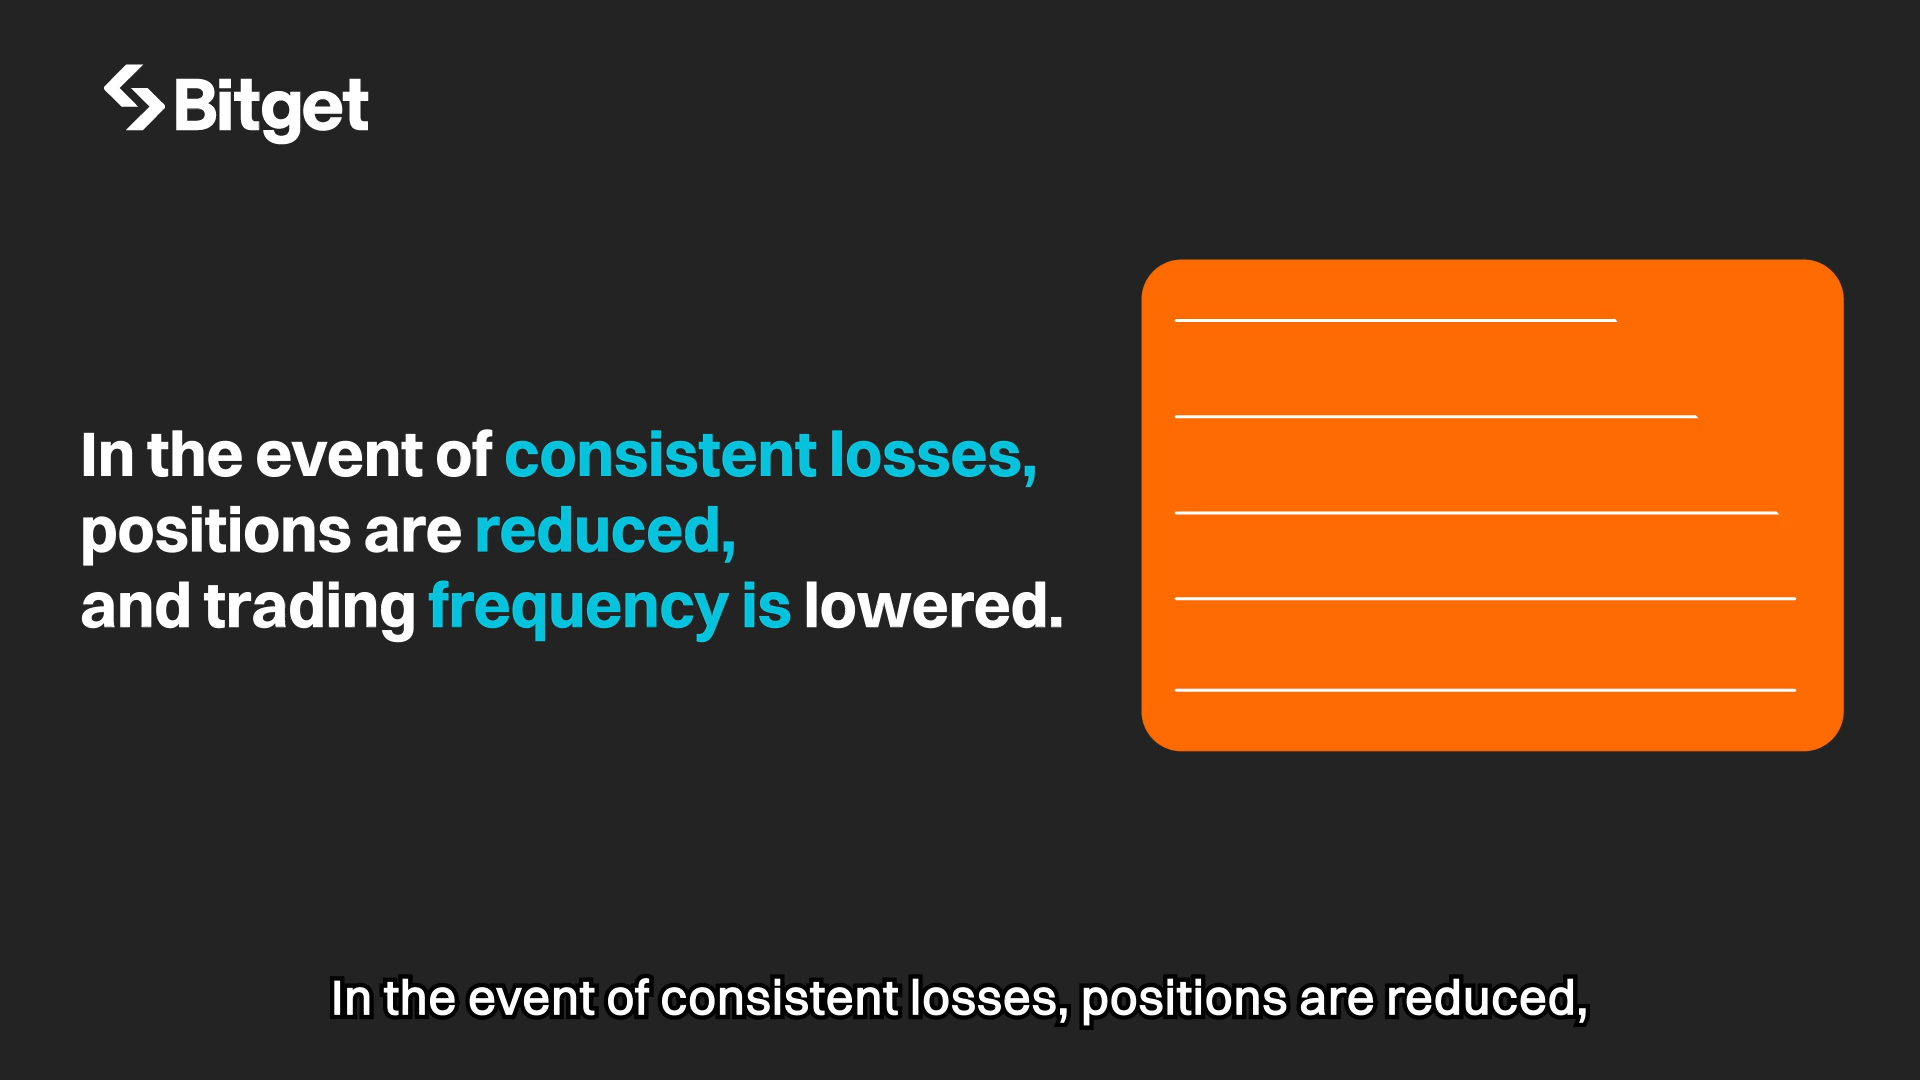 Bitget
In the event of consistent losses,
positions are reduced,
and trading frequency is lowered.
In the event of consistent losses, positions are reduced,